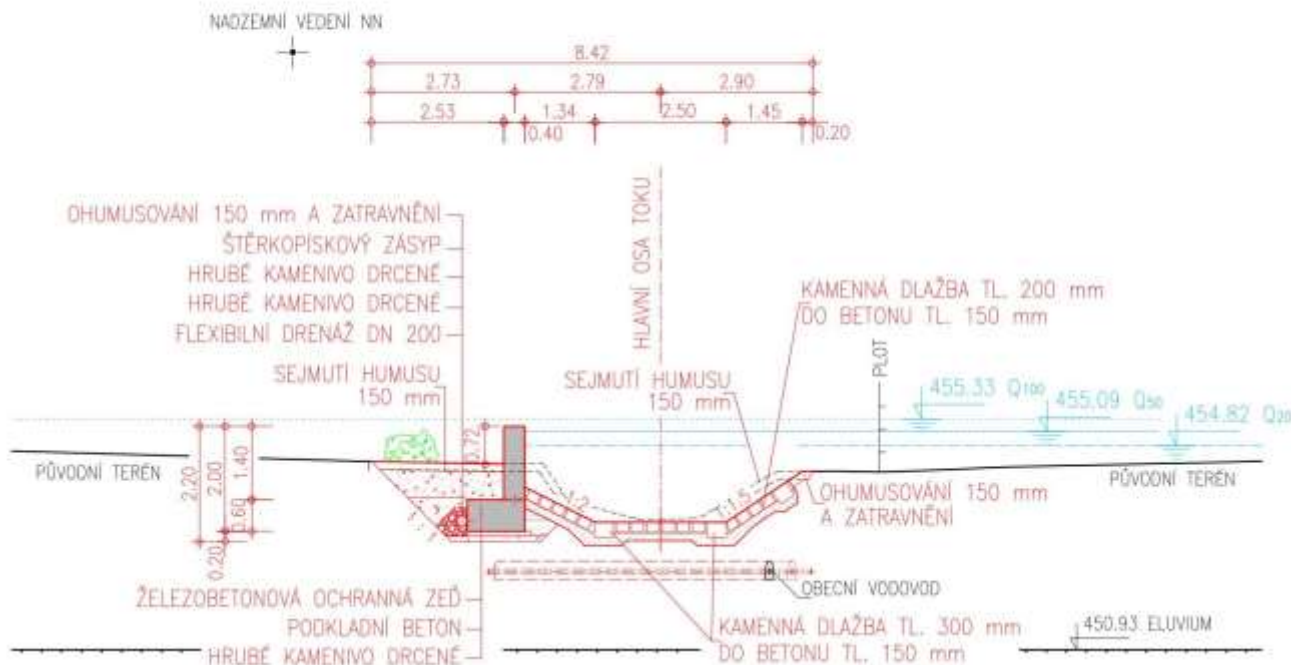 NADZEMNÍ VEDENÍ NN
8.42
2.73 2.79 2.90
2.53 1.34 2.50 1.45
0.40 0.20
HLAVNÍ OSA TOKU
OHUMUSOVÁNÍ 150 mm A ZATRAVNĚNÍ
ŠTĚRKOPÍSKOVÝ ZÁSYP
HRUBÉ KAMENIVO DRCENÉ
HRUBÉ KAMENIVO DRCENÉ
FLEXIBILNÍ DRENÁŽ DN 200
SEJMUTÍ HUMUSU
150 mm
KAMENNÁ DLAŽBA TL. 200 mm
DO BETONU TL. 150 mm
SEJMUTÍ HUMUSU
150 mm
PLOT
455.33 Q100
455.09 Q50
454.82 Q20
PŮVODNÍ TERÉN
2.20
2.00
1.40
0.60
0.20
0.72
1:1
1:2
1:1.5
PŮVODNÍ TERÉN
OHUMUSOVÁNÍ 150 mm
A ZATRAVNĚNÍ
OBECNÍ VODOVOD
ŽELEZOBETONOVÁ OCHRANNÁ ZEĎ
PODKLADNÍ BETON
HRUBÉ KAMENIVO DRCENÉ
KAMENNÁ DLAŽBA TL. 300 mm
DO BETONU TL. 150 mm
450.93 ELUVIUM